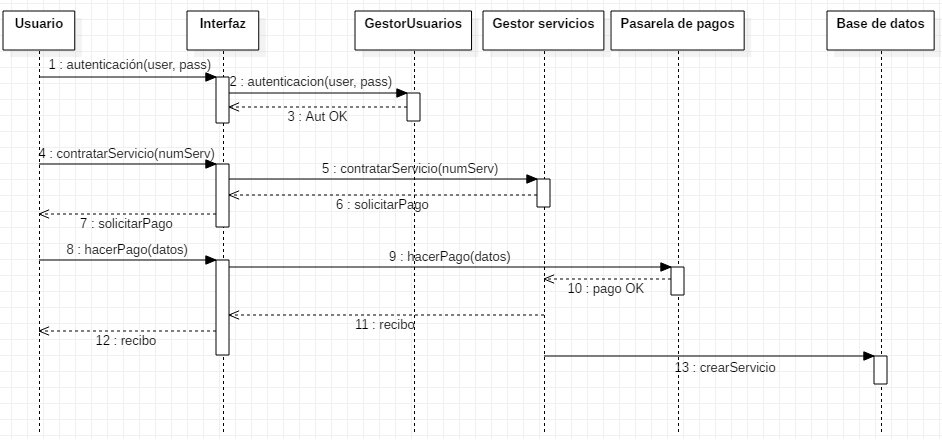 Usuario
Interfaz
GestorUsuarios
Gestor servicios
Pasarela de pagos
Base de datos
1 : autenticación(user, pass)
2 : autenticacion(user, pass)
3 : Aut OK
4 : contratarServicio(numServ)
5 : contratarServicio(numServ)
6 : solicitarPago
7 : solicitarPago
8 : hacerPago(datos)
9 : hacerPago(datos)
10 : pago OK
11 : recibo
12 : recibo
13 : crearServicio